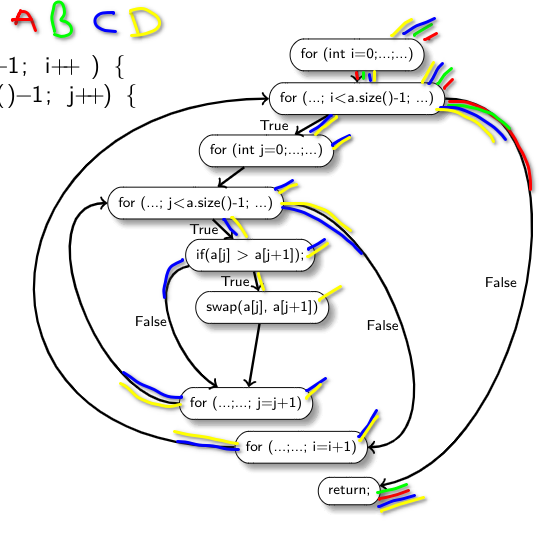 A B C D
–1; i++ ) {
()–1; j++) {
for (int i=0;...;...)
for (...; i<a.size()-1; ...)
True
for (int j=0;...;...)
for (...; j<a.size()-1; ...)
True
if(a[j] > a[j+1]);
True
False
swap(a[j], a[j+1])
False
False
for (...;...; j=j+1)
for (...;...; i=i+1)
return;